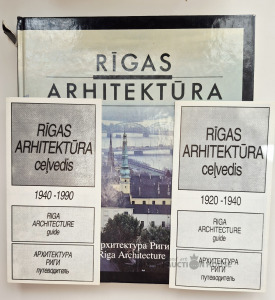 RĪGAS
ARHITEKTŪRA
RĪGAS
ARHITEKTŪRA
ceļvedis
1940-1990
RIGA
ARCHITECTURE
guide
АРХИТЕКТУРА
РИГИ
путеводитель
Архитектура Риги
Riga Architecture
RĪGAS
ARHITEKTŪRA
ceļvedis
1920-1940
RIGA
ARCHITECTURE
guide
АРХИТЕКТУРА
РИГИ
путеводитель